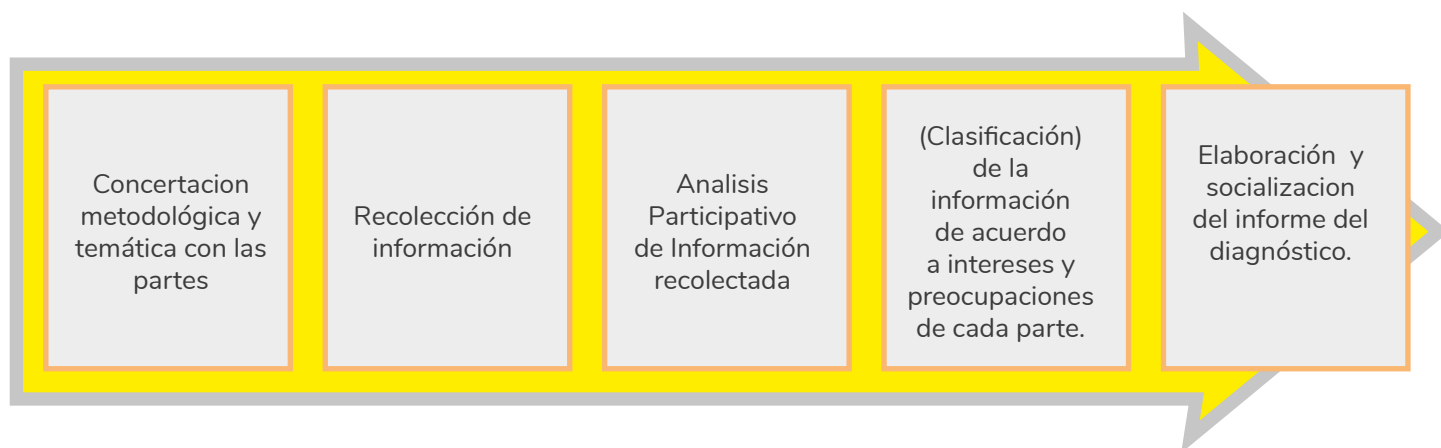 Concertacion
metodológica y
temática con las
partes
Recolección de
información
Analisis
Participativo
de Información
recolectada
(Clasificación)
de la
información
de acuerdo
a intereses y
preocupaciones
de cada parte.
Elaboración y
socializacion
del informe del
diagnóstico.